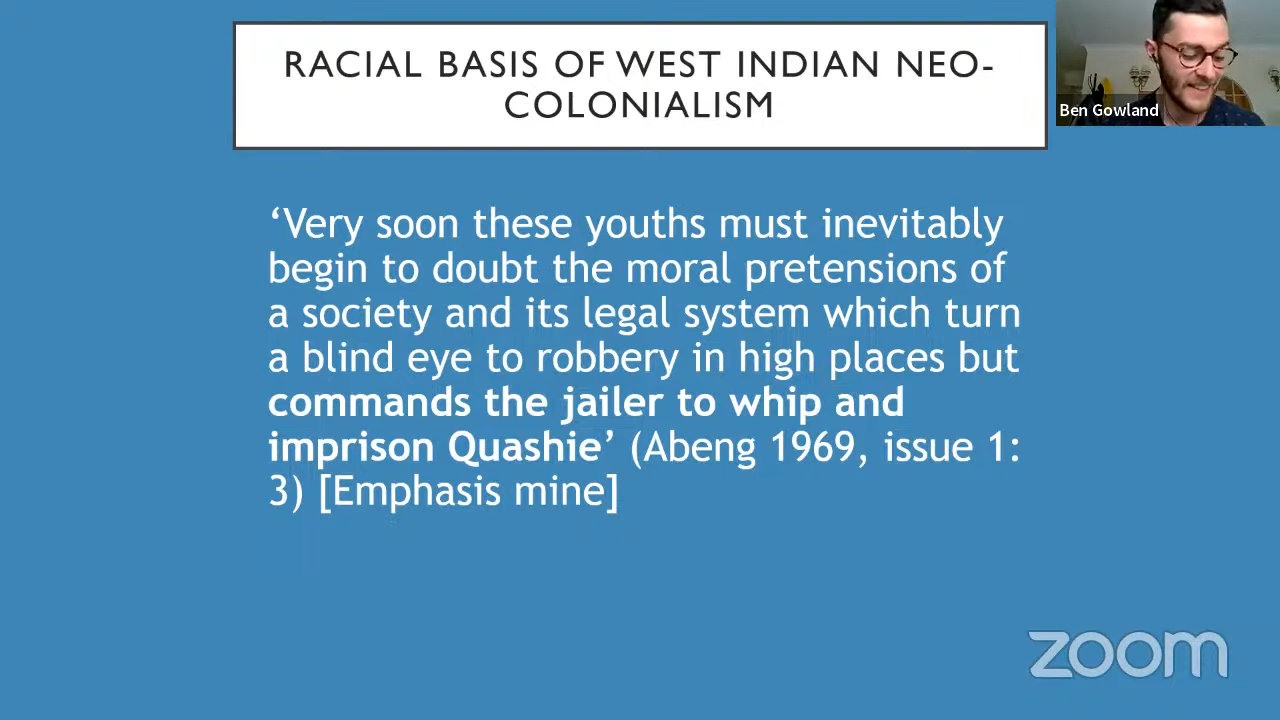 RACIAL BASIS OF WEST INDIAN NEO-
COLONIALISM
Ben Gowland
‘Very soon these youths must inevitably
begin to doubt the moral pretensions of
a society and its legal system which turn
a blind eye to robbery in high places but
commands the jailer to whip and
imprison Quashie’ (Abeng 1969, issue 1:
3) [Emphasis mine]
zoom